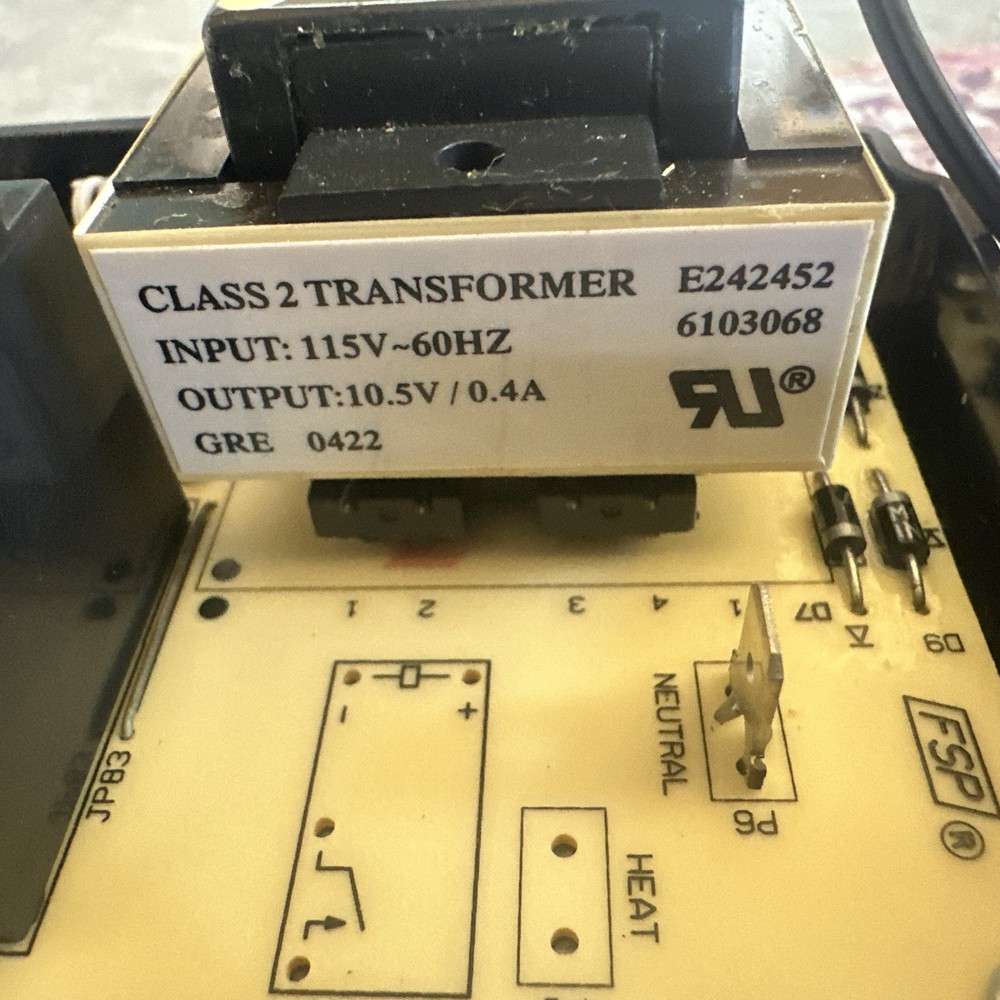 CLASS 2 TRANSFORMER E242452
INPUT: 115V~60HZ 6103068
OUTPUT:10.5V / 0.4A
GRE 0422
RU®
1 2 3 4 1 D7
D9
NEUTRAL
P6
FSP
®
JP83
- +
HEAT